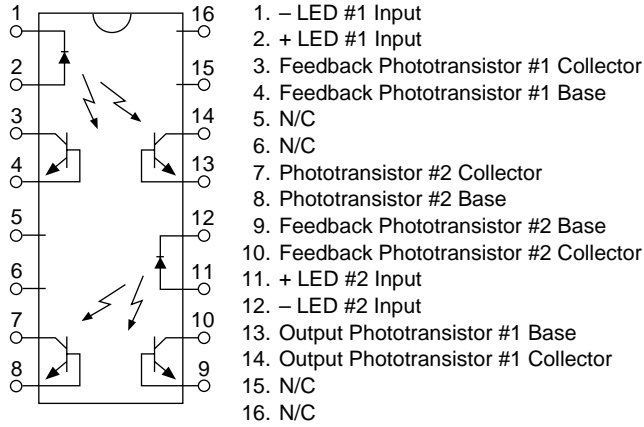 1
16
2
15
3
14
4
13
5
12
6
11
7
10
8
9
1. – LED #1 Input
2. + LED #1 Input
3. Feedback Phototransistor #1 Collector
4. Feedback Phototransistor #1 Base
5. N/C
6. N/C
7. Phototransistor #2 Collector
8. Phototransistor #2 Base
9. Feedback Phototransistor #2 Base
10. Feedback Phototransistor #2 Collector
11. + LED #2 Input
12. – LED #2 Input
13. Output Phototransistor #1 Base
14. Output Phototransistor #1 Collector
15. N/C
16. N/C